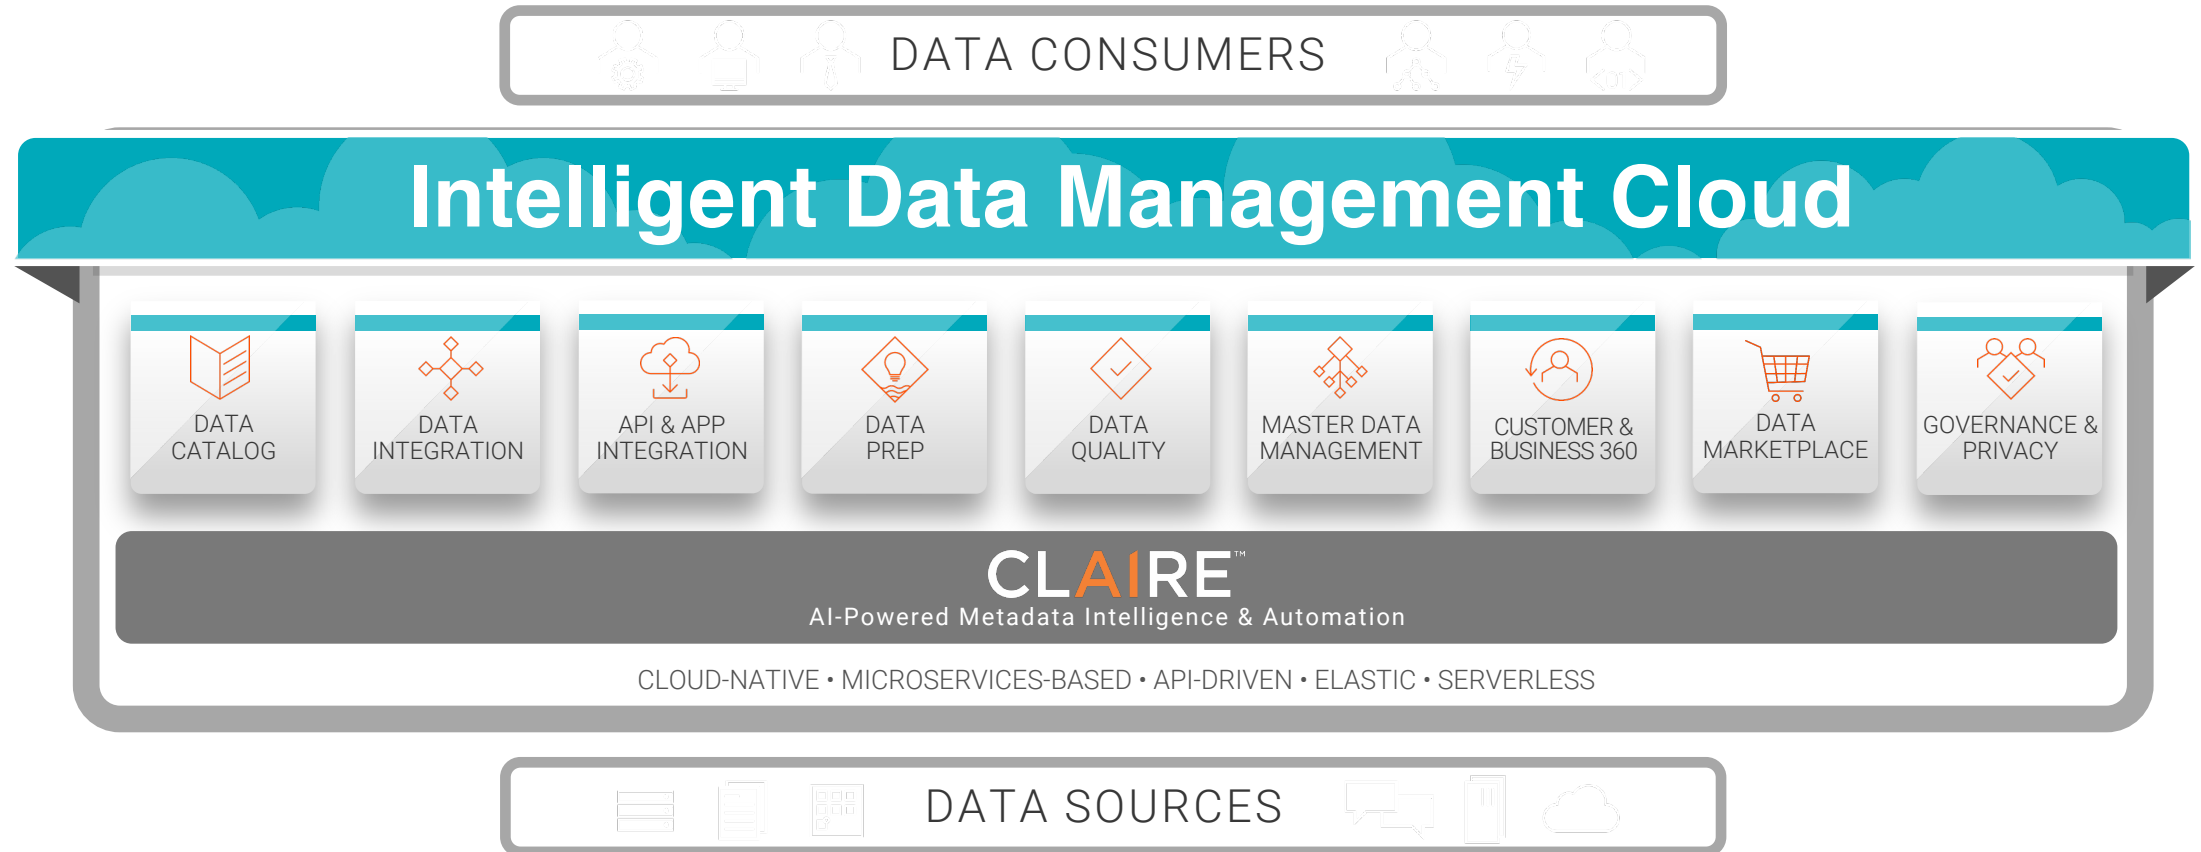 DATA CONSUMERS
Intelligent Data Management Cloud
DATA
CATALOG
DATA
INTEGRATION
API & APP
INTEGRATION
DATA
PREP
DATA
QUALITY
MASTER DATA
MANAGEMENT
CUSTOMER &
BUSINESS 360
DATA
MARKETPLACE
GOVERNANCE &
PRIVACY
CLAIRE™
AI-Powered Metadata Intelligence & Automation
CLOUD-NATIVE • MICROSERVICES-BASED • API-DRIVEN • ELASTIC • SERVERLESS
DATA SOURCES